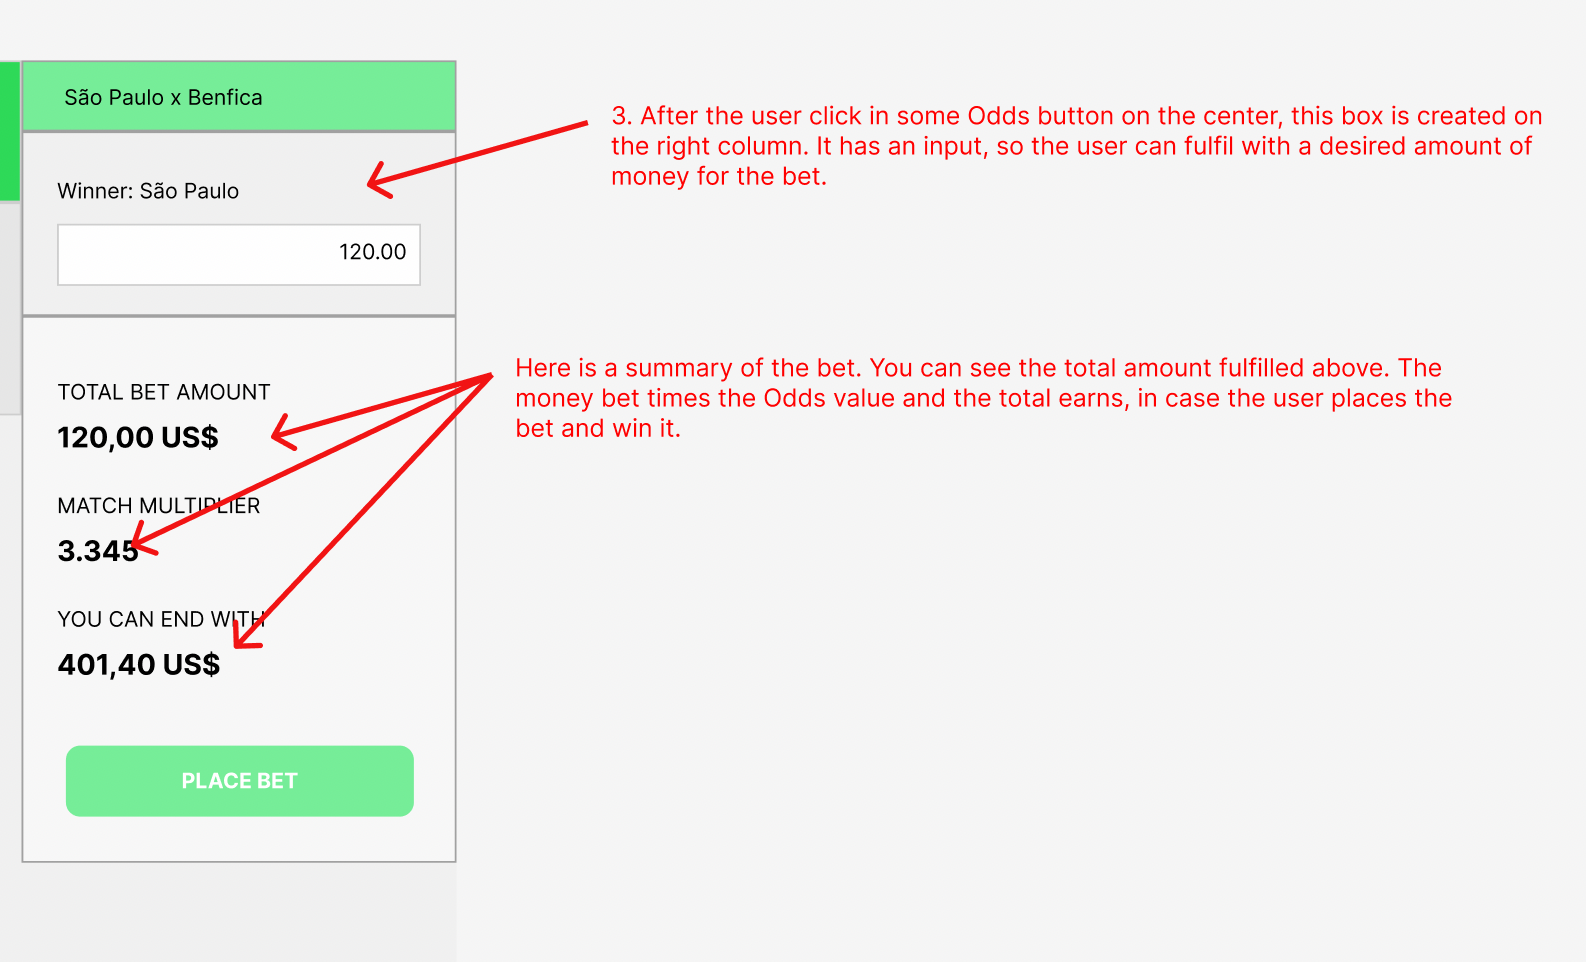 São Paulo x Benfica
3. After the user click in some Odds button on the center, this box is created on
the right column. It has an input, so the user can fulfil with a desired amount of
money for the bet.
Winner: São Paulo
120.00
Here is a summary of the bet. You can see the total amount fulfilled above. The
money bet times the Odds value and the total earns, in case the user places the
bet and win it.
TOTAL BET AMOUNT
120,00 US$
MATCH MULTIPLIER
3.345
YOU CAN END WITH
401,40 US$
PLACE BET